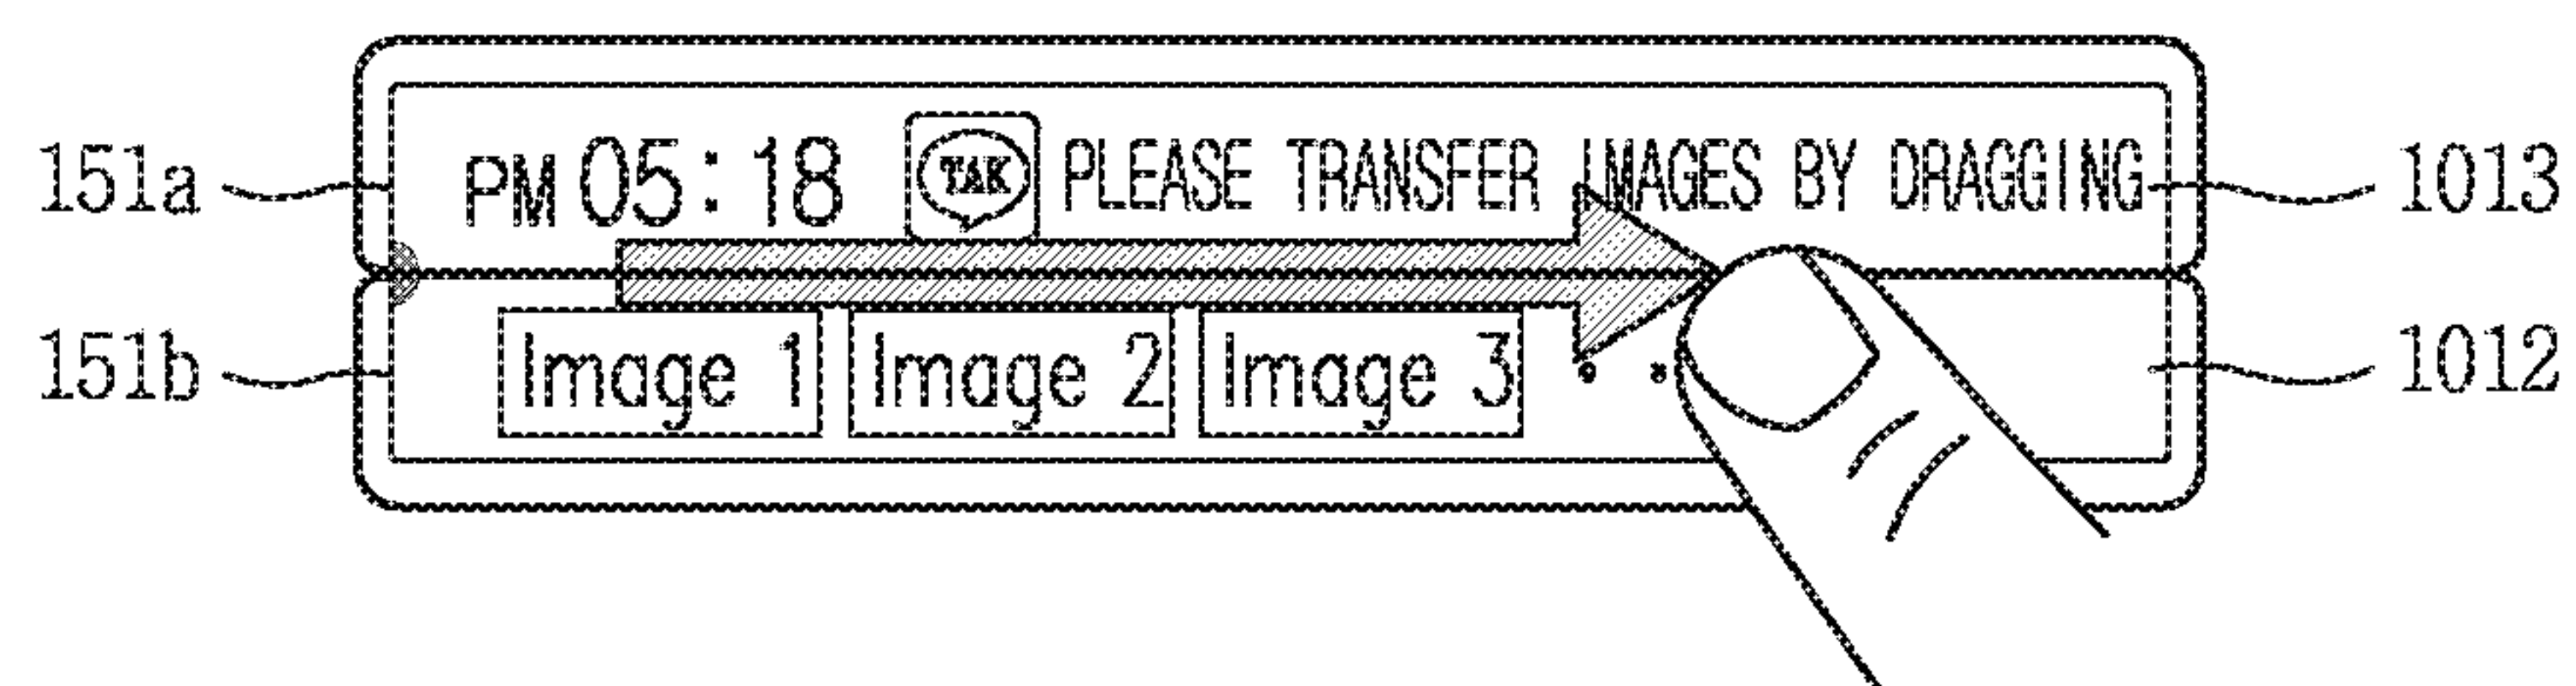 151a PM 05:18 TAK PLEASE TRANSFER IMAGES BY DRAGGING 1013
151b Image 1 Image 2 Image 3 1012